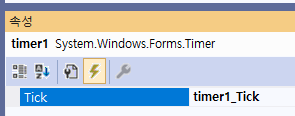 속성
timer1 System.Windows.Forms.Timer
Tick timer1_Tick